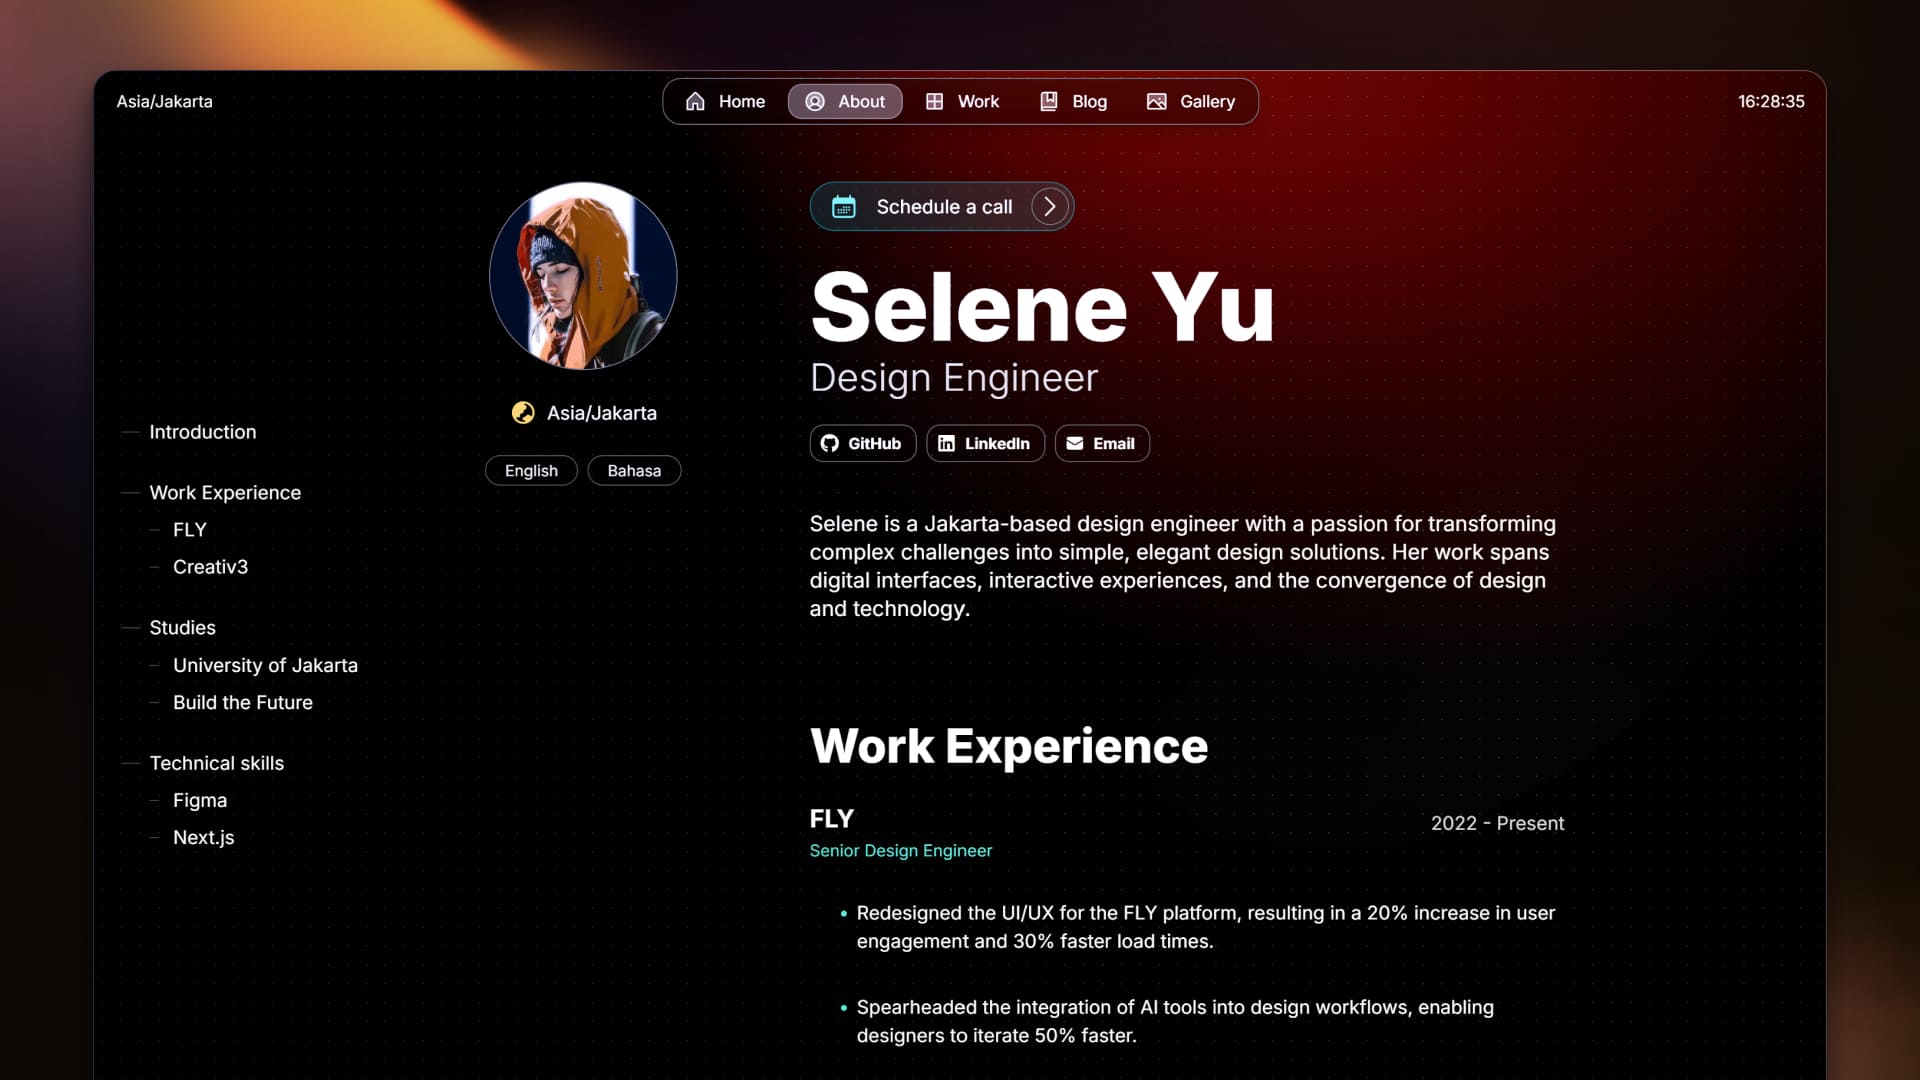 Asia/Jakarta
Home
About
Work
Blog
Gallery
16:28:35
Introduction
Work Experience
FLY
Creativ3
Studies
University of Jakarta
Build the Future
Technical skills
Figma
Next.js
Asia/Jakarta
English
Bahasa
Schedule a call
Selene Yu
Design Engineer
GitHub
LinkedIn
Email
Selene is a Jakarta-based design engineer with a passion for transforming
complex challenges into simple, elegant design solutions. Her work spans
digital interfaces, interactive experiences, and the convergence of design
and technology.
Work Experience
FLY
2022 - Present
Senior Design Engineer
• Redesigned the UI/UX for the FLY platform, resulting in a 20% increase in user
engagement and 30% faster load times.
• Spearheaded the integration of AI tools into design workflows, enabling
designers to iterate 50% faster.